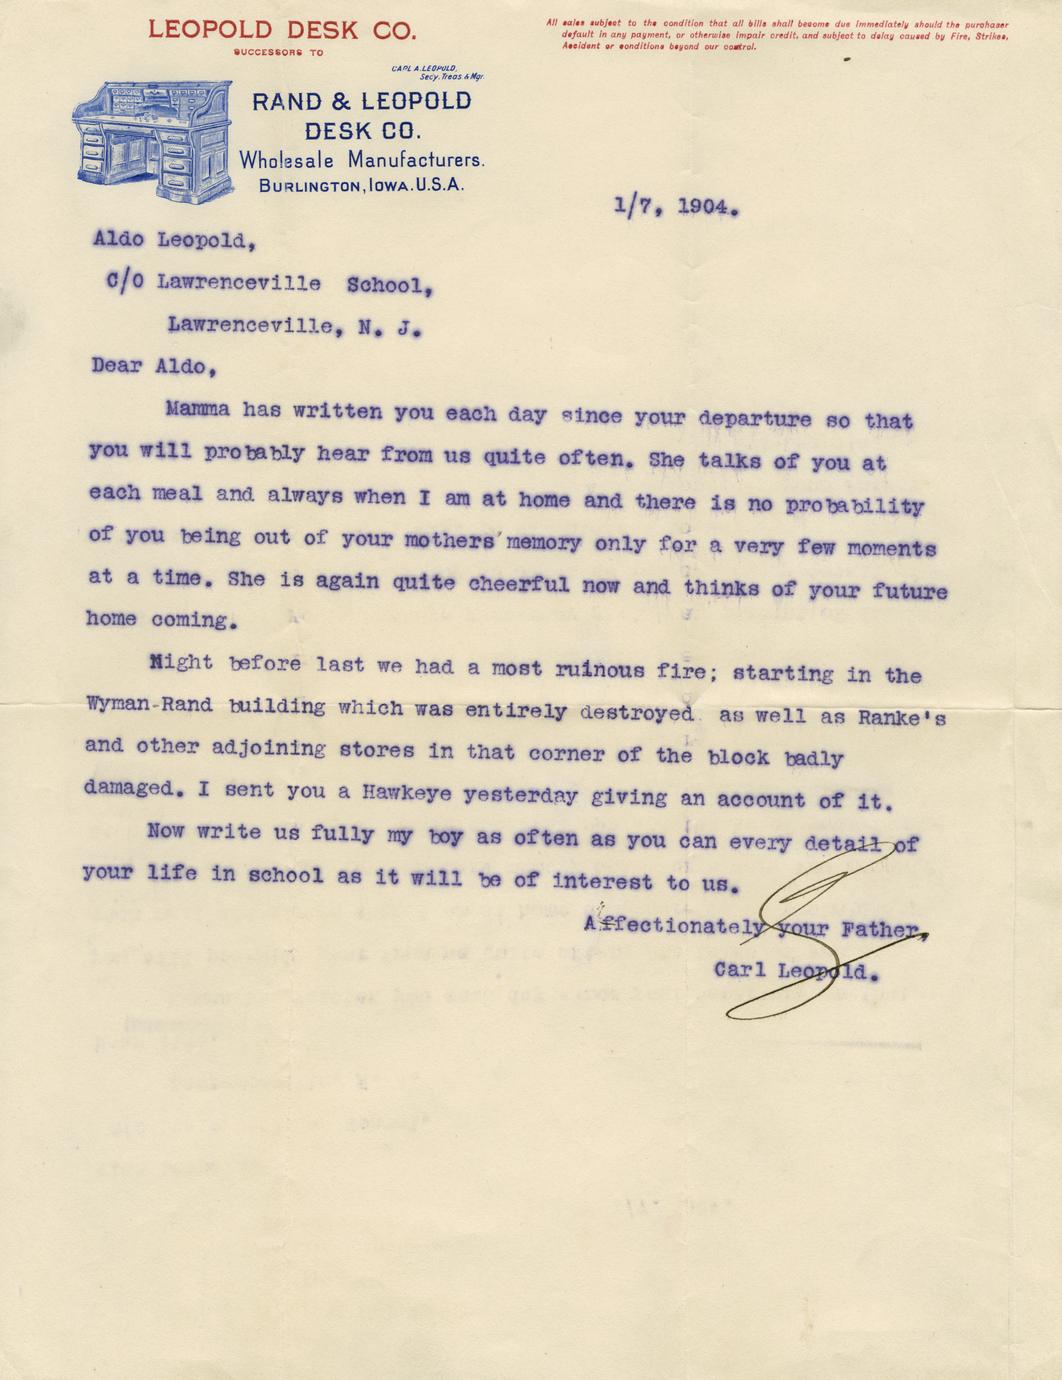 LEOPOLD DESK CO.
SUCCESSORS TO
All sales subject to the condition that all bills shall become due immediately should the purchaser
default in any payment, or otherwise impair credit, and subject to delay caused by Fire, Strikes,
Accident or conditions beyond our control.
CARL A. LEOPOLD,
Secy. Treas & Mgr.
RAND & LEOPOLD
DESK CO.
Wholesale Manufacturers.
BURLINGTON, IOWA. U.S.A.
1/7, 1904.
Aldo Leopold,
C/O Lawrenceville School,
Lawrenceville, N. J.
Dear Aldo,
Mamma has written you each day since your departure so that
you will probably hear from us quite often. She talks of you at
each meal and always when I am at home and there is no probability
of you being out of your mothers' memory only for a very few moments
at a time. She is again quite cheerful now and thinks of your future
home coming.
Night before last we had a most ruinous fire; starting in the
Wyman-Rand building which was entirely destroyed as well as Ranke's
and other adjoining stores in that corner of the block badly
damaged. I sent you a Hawkeye yesterday giving an account of it.
Now write us fully my boy as often as you can every detail of
your life in school as it will be of interest to us.
Affectionately your Father,
Carl Leopold.